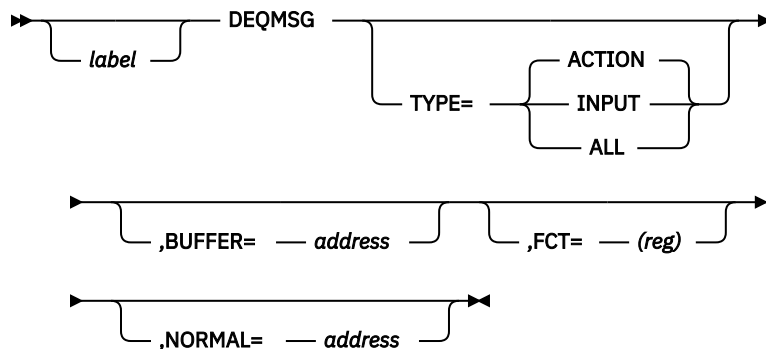 DEQMSG
label
ACTION
TYPE= INPUT
ALL
,BUFFER= address ,FCT= (reg)
,NORMAL= address